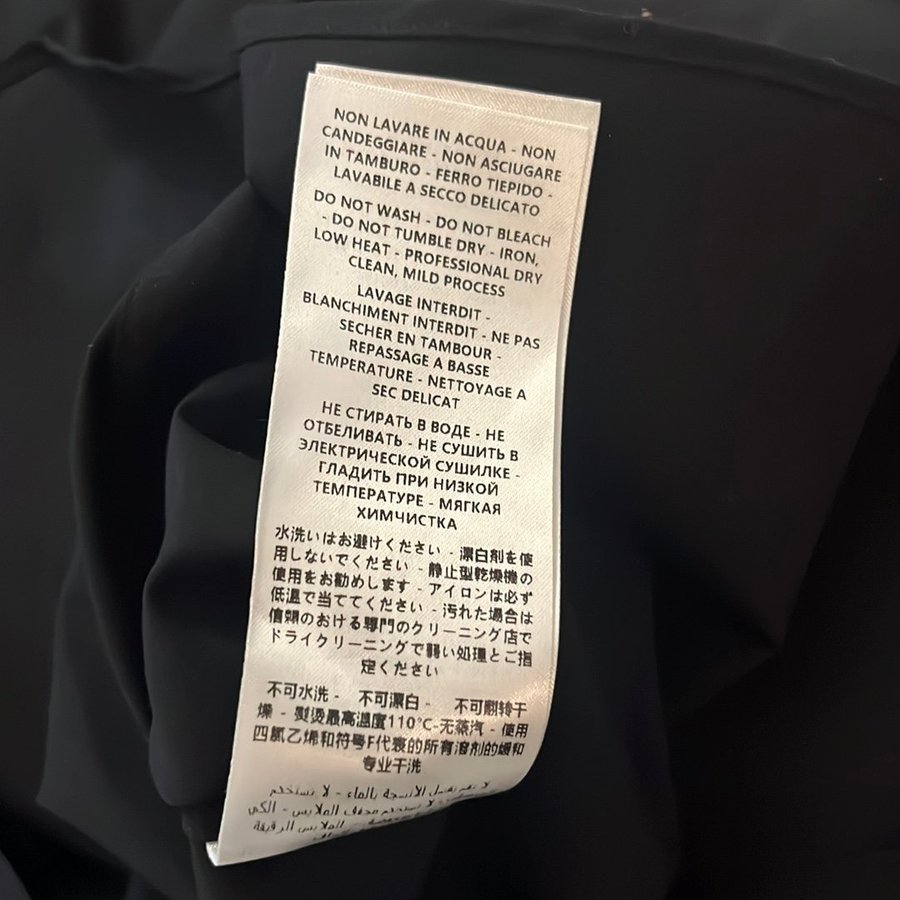 NON LAVARE IN ACQUA - NON
CANDEGGIARE - NON ASCIUGARE
IN TAMBURO - FERRO TIEPIDO -
LAVABILE A SECCO DELICATO
DO NOT WASH - DO NOT BLEACH
- DO NOT TUMBLE DRY - IRON,
LOW HEAT - PROFESSIONAL DRY
CLEAN, MILD PROCESS
LAVAGE INTERDIT -
BLANCHIMENT INTERDIT - NE PAS
SECHER EN TAMBOUR -
REPASSAGE A BASSE
TEMPERATURE - NETTOYAGE A
SEC DELICAT
НЕ СТИРАТЬ В ВОДЕ - НЕ
ОТБЕЛИВАТЬ - НЕ СУШИТЬ В
ЭЛЕКТРИЧЕСКОЙ СУШИЛКЕ -
ГЛАДИТЬ ПРИ НИЗКОЙ
ТЕМПЕРАТУРЕ - МЯГКАЯ
ХИМЧИСТКА
水洗いはお避けください - 漂白剤を使
用しないでください - 静止型乾燥機の
使用をお勧めします - アイロンは必ず
低温で当ててください - 汚れた場合は
信頼のおける専門のクリーニング店で
ドライクリーニングで弱い処理とご指
定ください
不可水洗 - 不可漂白 - 不可翻转干
燥 - 熨烫最高温度110℃-无蒸汽 - 使用
四氯乙烯和符号F代表的所有溶剂的缓和
专业干洗
الأنسجة بالماء - لا تستخدم
لا تستخدم مجفف الملابس - الكي
الملابس الرقيقة